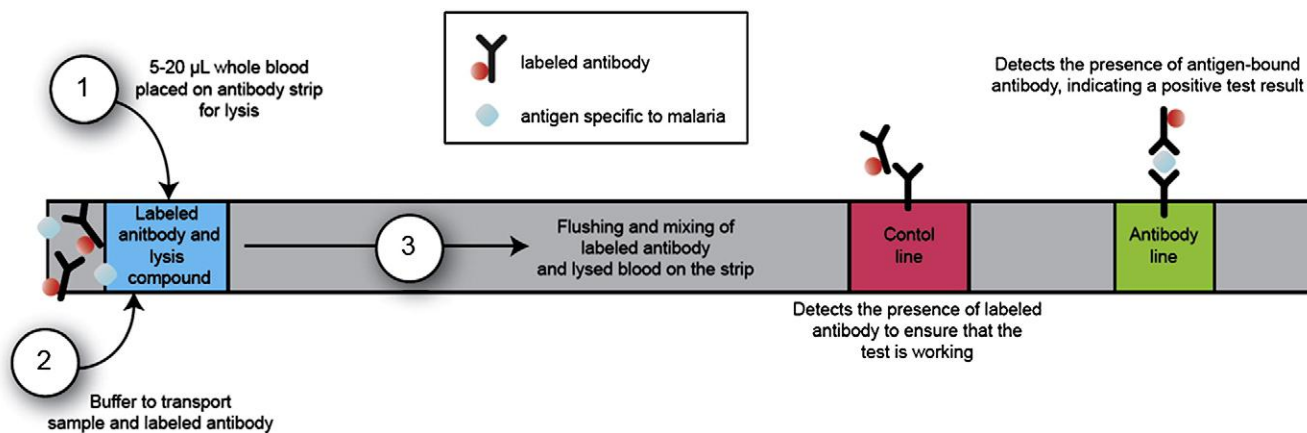 1
5-20 µL whole blood
placed on antibody strip
for lysis
labeled antibody
antigen specific to malaria
Detects the presence of antigen-bound
antibody, indicating a positive test result
Labeled
anitbody and
lysis
compound
3
Flushing and mixing of
labeled antibody
and lysed blood on the strip
Contol
line
Antibody
line
Detects the presence of labeled
antibody to ensure that the
test is working
2
Buffer to transport
sample and labeled antibody